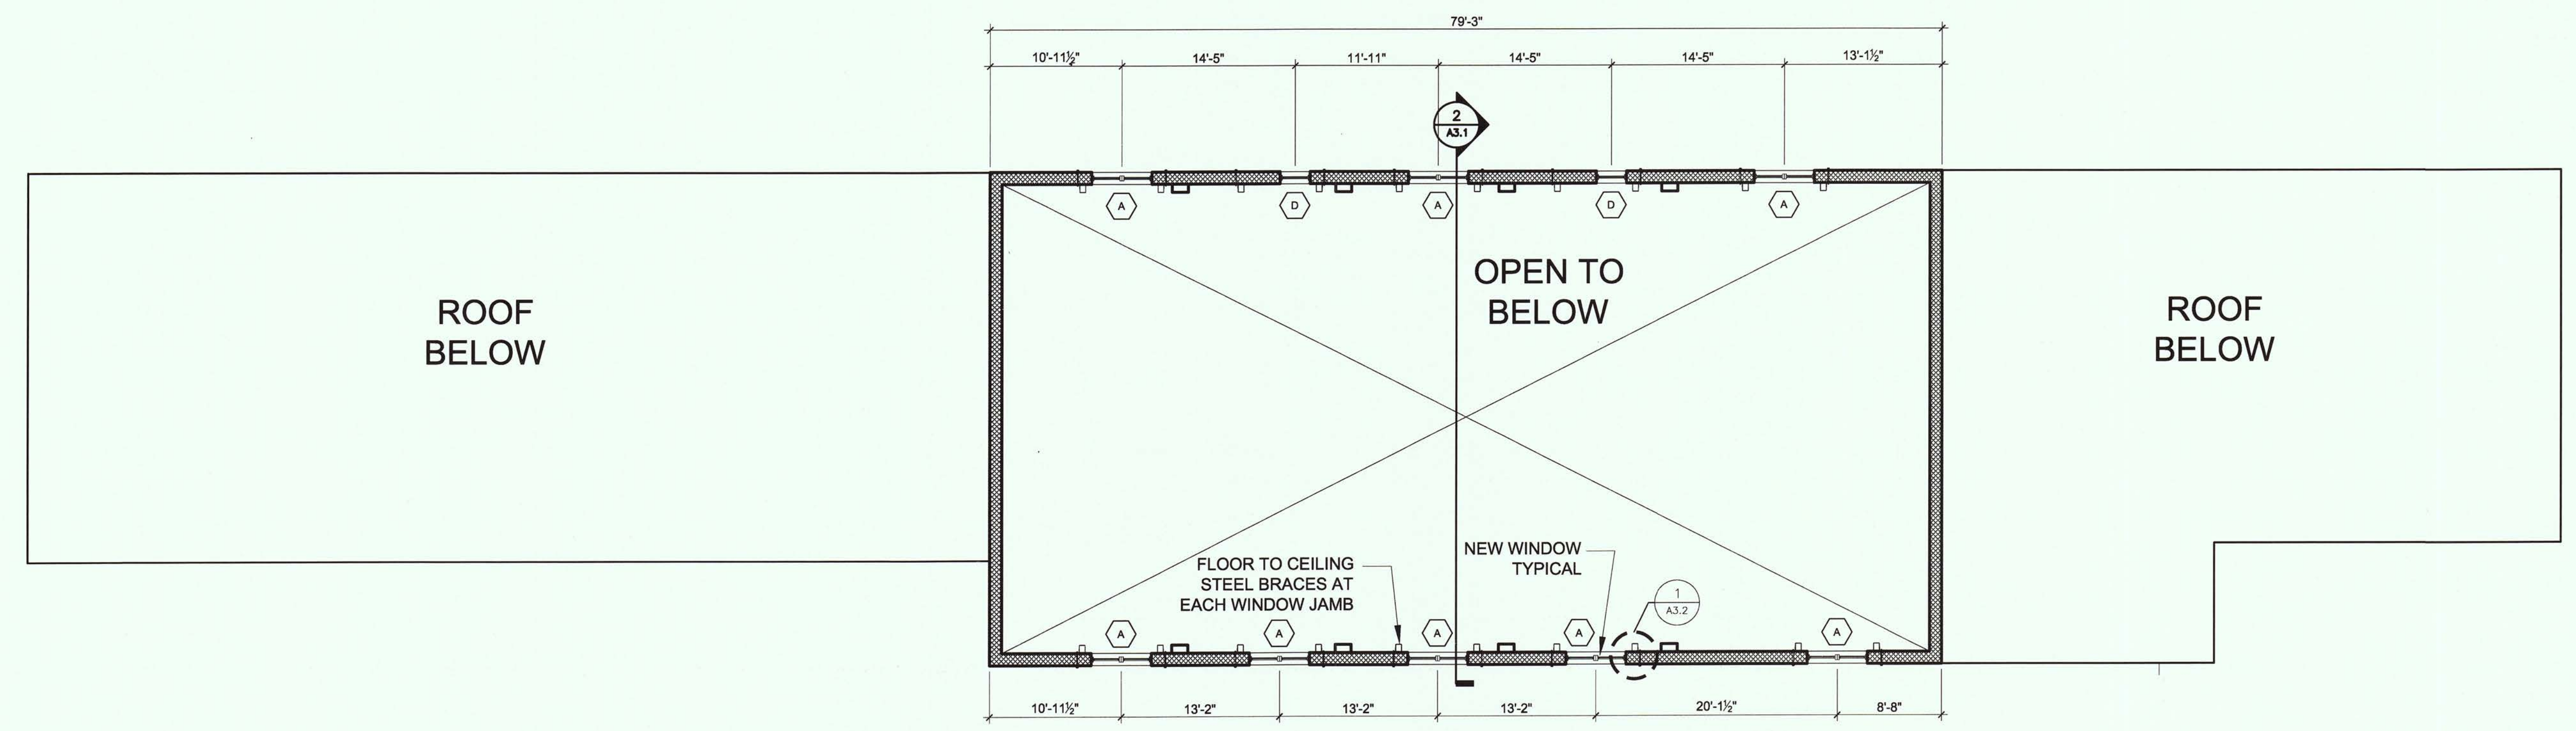 79'-3"
10'-11½"
14'-5"
11'-11"
14'-5"
14'-5"
13'-1½"
2
A3.1
A
D
A
D
A
ROOF
BELOW
OPEN TO
BELOW
ROOF
BELOW
FLOOR TO CEILING
STEEL BRACES AT
EACH WINDOW JAMB
NEW WINDOW
TYPICAL
1
A3.2
A
A
A
A
A
10'-11½"
13'-2"
13'-2"
13'-2"
20'-1½"
8'-8"